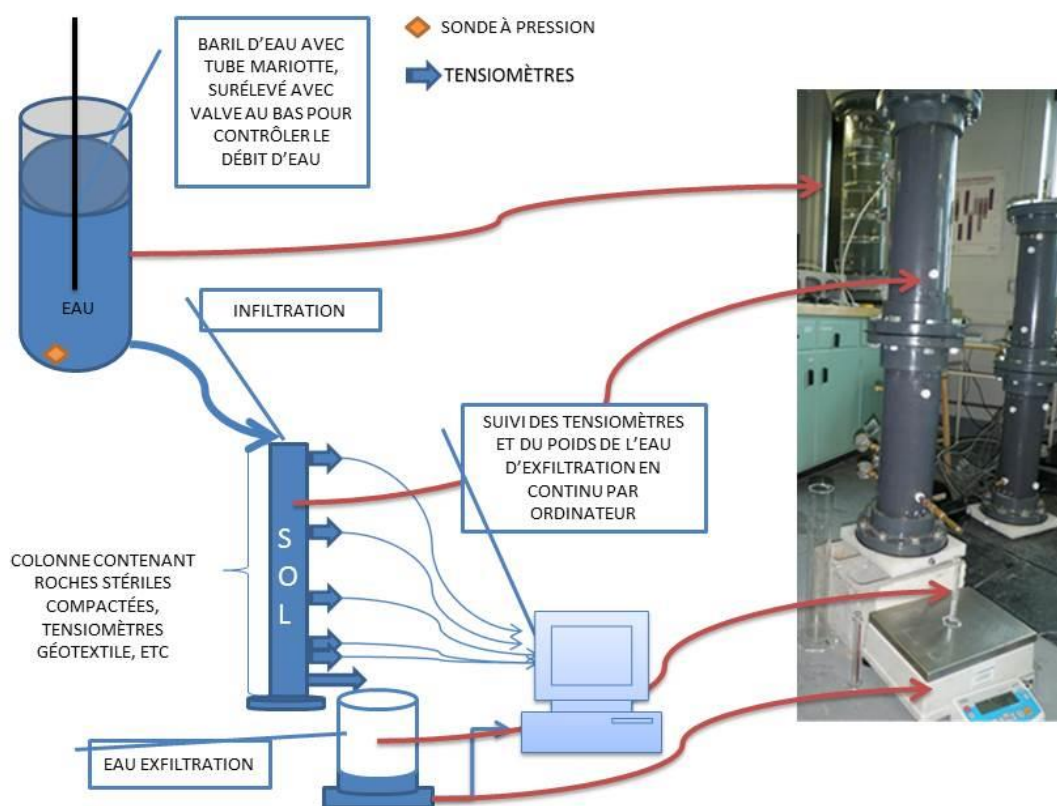 BARIL D'EAU AVEC
TUBE MARIOTTE,
SURÉLEVÉ AVEC
VALVE AU BAS POUR
CONTRÔLER LE
DÉBIT D'EAU
SONDE À PRESSION
TENSIOMÈTRES
EAU
INFILTRATION
SUIVI DES TENSIOMÈTRES
ET DU POIDS DE L'EAU
D'EXFILTRATION EN
CONTINU PAR
ORDINATEUR
SOL
COLONNE CONTENANT
ROCHES STÉRILES
COMPACTÉES,
TENSIOMÈTRES
GÉOTEXTILE, ETC
EAU EXFILTRATION